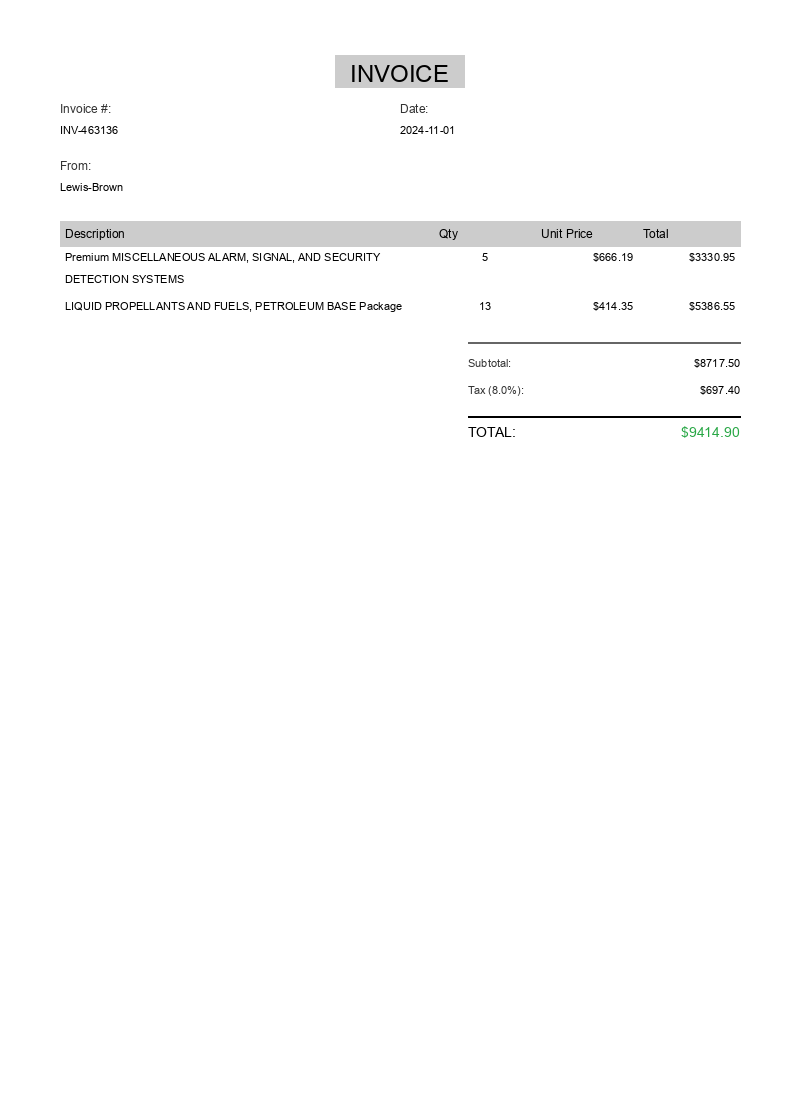 INVOICE
Invoice #: Date:
INV-463136 2024-11-01
From:
Lewis-Brown
Description Qty Unit Price Total
Premium MISCELLANEOUS ALARM, SIGNAL, AND SECURITY 5 $666.19 $3330.95
DETECTION SYSTEMS
LIQUID PROPELLANTS AND FUELS, PETROLEUM BASE Package 13 $414.35 $5386.55
Subtotal: $8717.50
Tax (8.0%): $697.40
TOTAL: $9414.90